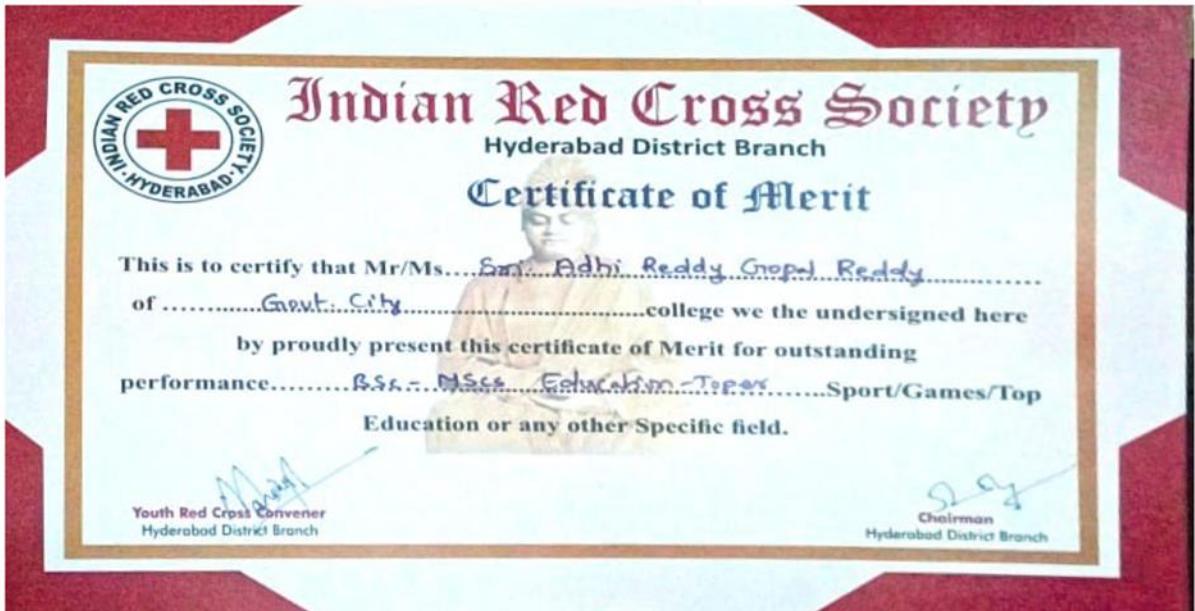 INDIAN RED CROSS SOCIETY
HYDERABAD
Indian Red Cross Society
Hyderabad District Branch
Certificate of Merit
This is to certify that Mr/Ms.... Sri. Adhi Reddy Gopal Reddy
of ............Govt. City..............................college we the undersigned here
by proudly present this certificate of Merit for outstanding
performance.........BSc - MSCs Education - Toper.......Sport/Games/Top
Education or any other Specific field.
Youth Red Cross Convener
Hyderabad District Branch
Chairman
Hyderabad District Branch